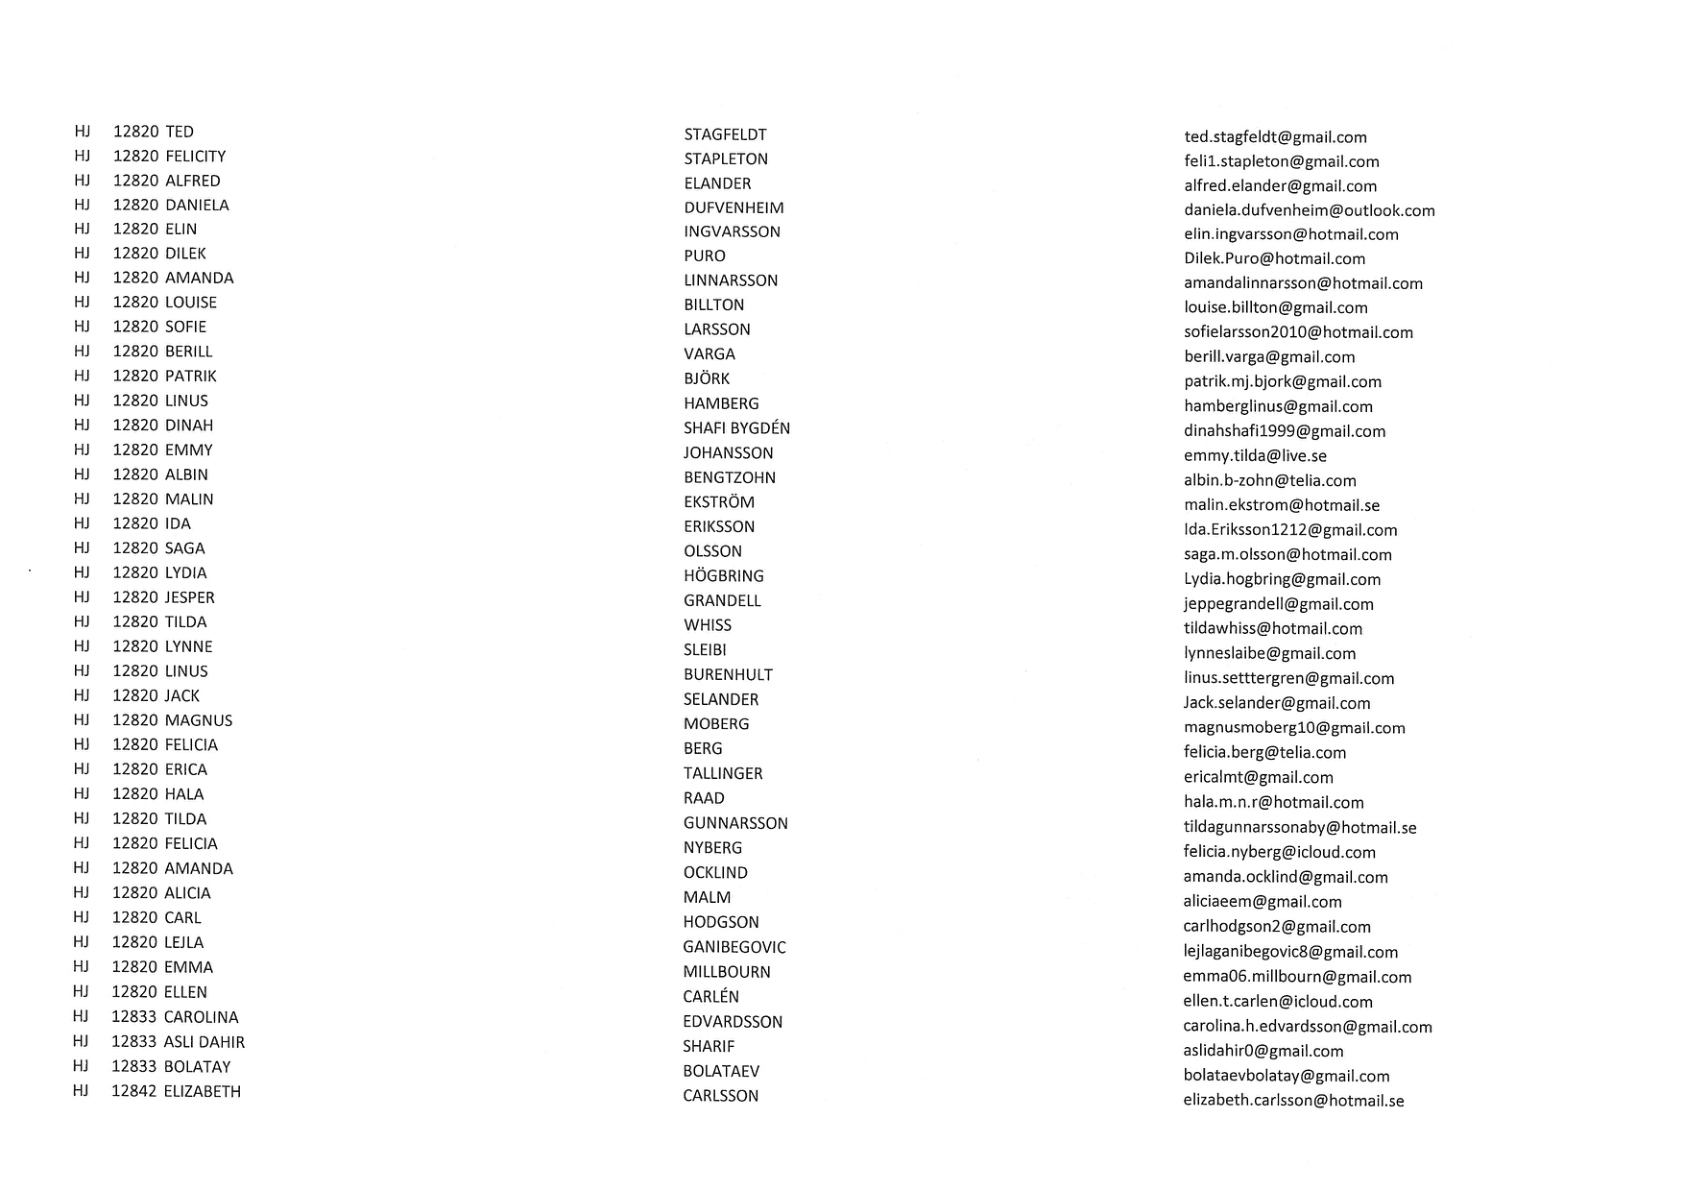 HJ 12820 TED STAGFELDT ted.stagfeldt@gmail.com
HJ 12820 FELICITY STAPLETON feli1.stapleton@gmail.com
HJ 12820 ALFRED ELANDER alfred.elander@gmail.com
HJ 12820 DANIELA DUFVENHEIM daniela.dufvenheim@outlook.com
HJ 12820 ELIN INGVARSSON elin.ingvarsson@hotmail.com
HJ 12820 DILEK PURO Dilek.Puro@hotmail.com
HJ 12820 AMANDA LINNARSSON amandalinnarsson@hotmail.com
HJ 12820 LOUISE BILLTON louise.billton@gmail.com
HJ 12820 SOFIE LARSSON sofielarsson2010@hotmail.com
HJ 12820 BERILL VARGA berill.varga@gmail.com
HJ 12820 PATRIK BJÖRK patrik.mj.bjork@gmail.com
HJ 12820 LINUS HAMBERG hamberglinus@gmail.com
HJ 12820 DINAH SHAFI BYGDÉN dinahshafi1999@gmail.com
HJ 12820 EMMY JOHANSSON emmy.tilda@live.se
HJ 12820 ALBIN BENGTZOHN albin.b-zohn@telia.com
HJ 12820 MALIN EKSTRÖM malin.ekstrom@hotmail.se
HJ 12820 IDA ERIKSSON Ida.Eriksson1212@gmail.com
HJ 12820 SAGA OLSSON saga.m.olsson@hotmail.com
HJ 12820 LYDIA HÖGBRING Lydia.hogbring@gmail.com
HJ 12820 JESPER GRANDELL jeppegrandell@gmail.com
HJ 12820 TILDA WHISS tildawhiss@hotmail.com
HJ 12820 LYNNE SLEIBI lynneslaibe@gmail.com
HJ 12820 LINUS BURENHULT linus.setttergren@gmail.com
HJ 12820 JACK SELANDER Jack.selander@gmail.com
HJ 12820 MAGNUS MOBERG magnusmoberg10@gmail.com
HJ 12820 FELICIA BERG felicia.berg@telia.com
HJ 12820 ERICA TALLINGER ericalmt@gmail.com
HJ 12820 HALA RAAD hala.m.n.r@hotmail.com
HJ 12820 TILDA GUNNARSSON tildagunnarssonaby@hotmail.se
HJ 12820 FELICIA NYBERG felicia.nyberg@icloud.com
HJ 12820 AMANDA OCKLIND amanda.ocklind@gmail.com
HJ 12820 ALICIA MALM aliciaeem@gmail.com
HJ 12820 CARL HODGSON carlhodgson2@gmail.com
HJ 12820 LEJLA GANIBEGOVIC lejlaganibegovic8@gmail.com
HJ 12820 EMMA MILLBOURN emma06.millbourn@gmail.com
HJ 12820 ELLEN CARLÉN ellen.t.carlen@icloud.com
HJ 12833 CAROLINA EDVARDSSON carolina.h.edvardsson@gmail.com
HJ 12833 ASLI DAHIR SHARIF aslidahir0@gmail.com
HJ 12833 BOLATAY BOLATAEV bolataevbolatay@gmail.com
HJ 12842 ELIZABETH CARLSSON elizabeth.carlsson@hotmail.se